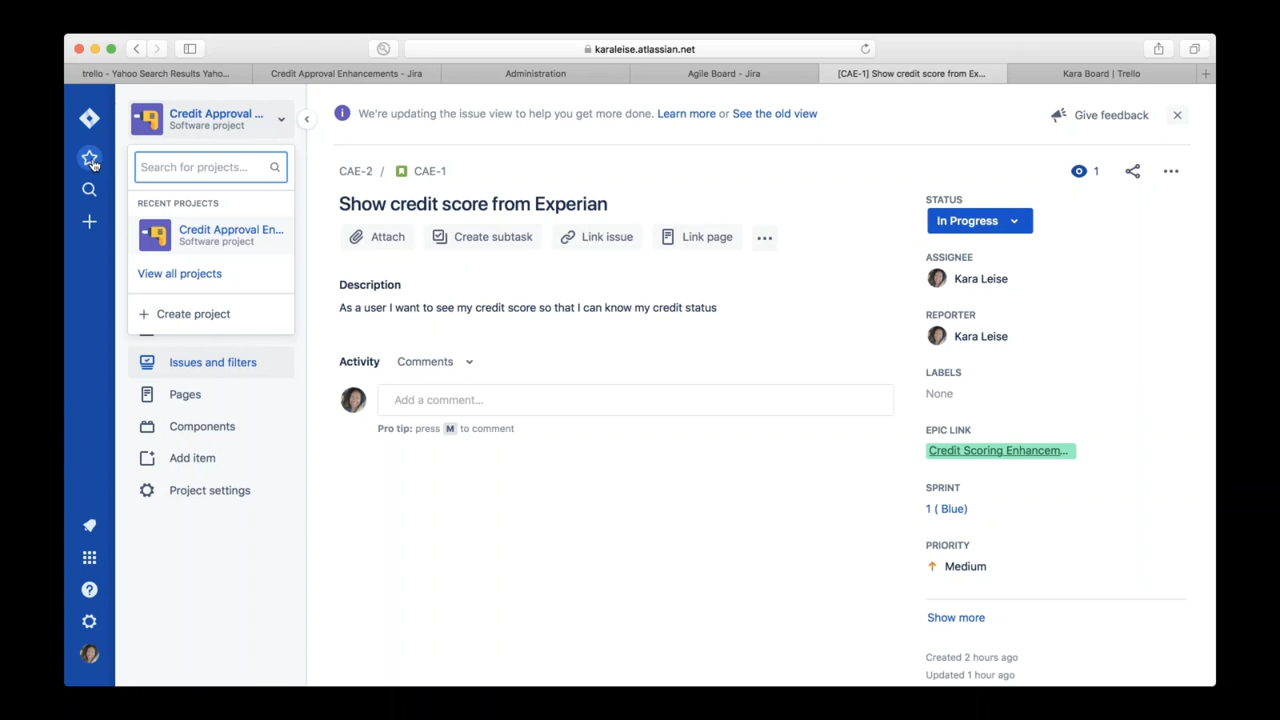 karaleise.atlassian.net
trello - Yahoo Search Results Yaho...
Credit Approval Enhancements - Jira
Administration
Agile Board - Jira
[CAE-1] Show credit score from Ex...
Kara Board | Trello
Credit Approval ...
Software project
Search for projects...
RECENT PROJECTS
Credit Approval En...
Software project
View all projects
Create project
Issues and filters
Pages
Components
Add item
Project settings
We're updating the issue view to help you get more done. Learn more or See the old view
Give feedback
CAE-2 / CAE-1
1
Show credit score from Experian
Attach
Create subtask
Link issue
Link page
Description
As a user I want to see my credit score so that I can know my credit status
Activity
Comments
Add a comment...
Pro tip: press M to comment
STATUS
In Progress
ASSIGNEE
Kara Leise
REPORTER
Kara Leise
LABELS
None
EPIC LINK
Credit Scoring Enhancem...
SPRINT
1 ( Blue)
PRIORITY
Medium
Show more
Created 2 hours ago
Updated 1 hour ago